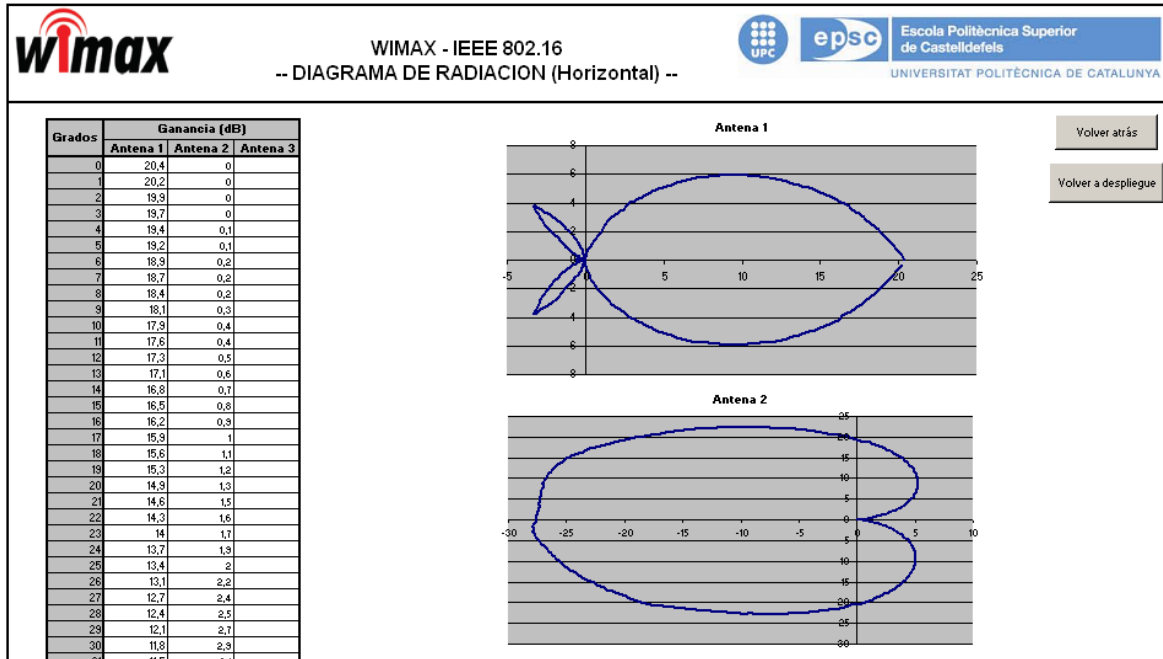 wimax
WIMAX - IEEE 802.16
-- DIAGRAMA DE RADIACION (Horizontal) --
UPC
epsc
Escola Politècnica Superior
de Castelldefels
UNIVERSITAT POLITÈCNICA DE CATALUNYA
Grados Ganancia (dB)
Antena 1 Antena 2 Antena 3
0 20,4 0
1 20,2 0
2 19,9 0
3 19,7 0
4 19,4 0,1
5 19,2 0,1
6 18,9 0,2
7 18,7 0,2
8 18,4 0,2
9 18,1 0,3
10 17,9 0,4
11 17,6 0,4
12 17,3 0,5
13 17,1 0,6
14 16,8 0,7
15 16,5 0,8
16 16,2 0,9
17 15,9 1
18 15,6 1,1
19 15,3 1,2
20 14,9 1,3
21 14,6 1,5
22 14,3 1,6
23 14 1,7
24 13,7 1,9
25 13,4 2
26 13,1 2,2
27 12,7 2,4
28 12,4 2,5
29 12,1 2,7
30 11,8 2,9
Antena 1
8
6
4
2
0
-5 0 5 10 15 20 25
2
4
6
8
Antena 2
25
20
15
10
5
0
-30 -25 -20 -15 -10 -5 0 5 10
5
10
15
20
25
30
Volver atrás
Volver a despliegue